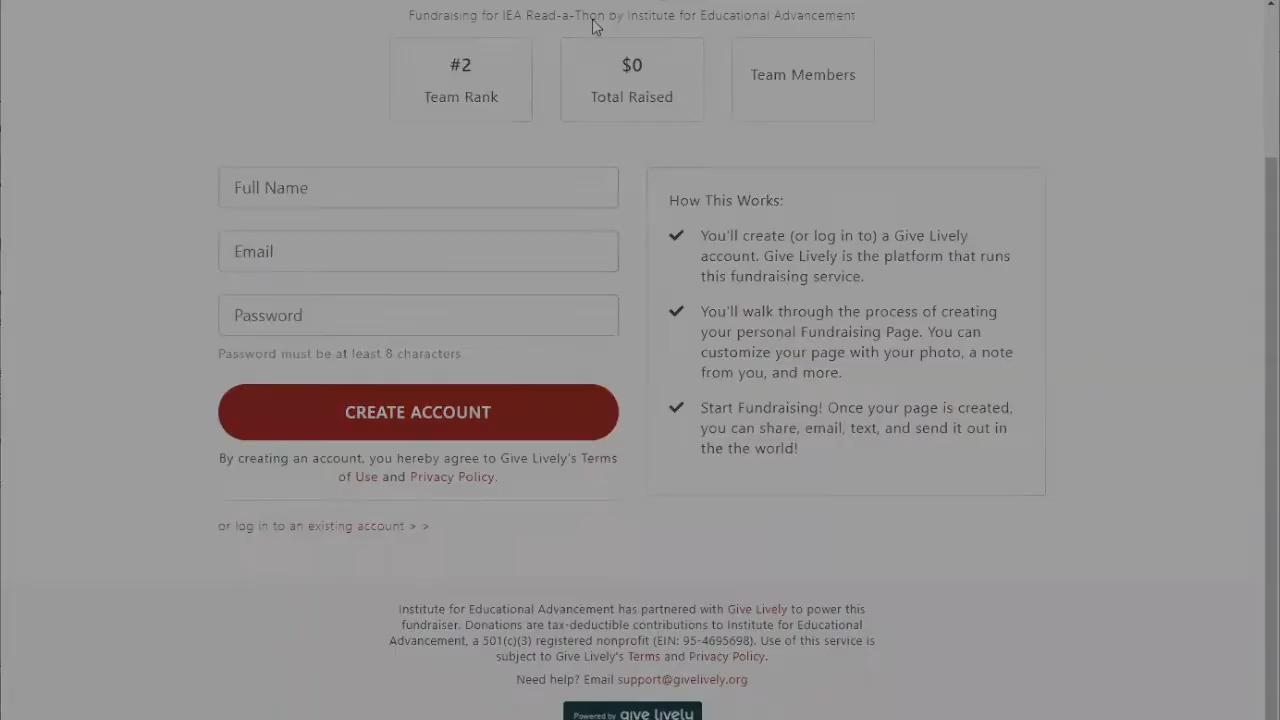 Fundraising for IEA Read-a-Thon by Institute for Educational Advancement
#2
Team Rank
$0
Total Raised
Team Members
Full Name
Email
Password
Password must be at least 8 characters
CREATE ACCOUNT
By creating an account, you hereby agree to Give Lively's Terms
of Use and Privacy Policy.
or log in to an existing account > >
How This Works:
You'll create (or log in to) a Give Lively
account. Give Lively is the platform that runs
this fundraising service.
You'll walk through the process of creating
your personal Fundraising Page. You can
customize your page with your photo, a note
from you, and more.
Start Fundraising! Once your page is created,
you can share, email, text, and send it out in
the the world!
Institute for Educational Advancement has partnered with Give Lively to power this
fundraiser. Donations are tax-deductible contributions to Institute for Educational
Advancement, a 501(c)(3) registered nonprofit (EIN: 95-4695698). Use of this service is
subject to Give Lively's Terms and Privacy Policy.
Need help? Email support@givelively.org
Powered by give lively